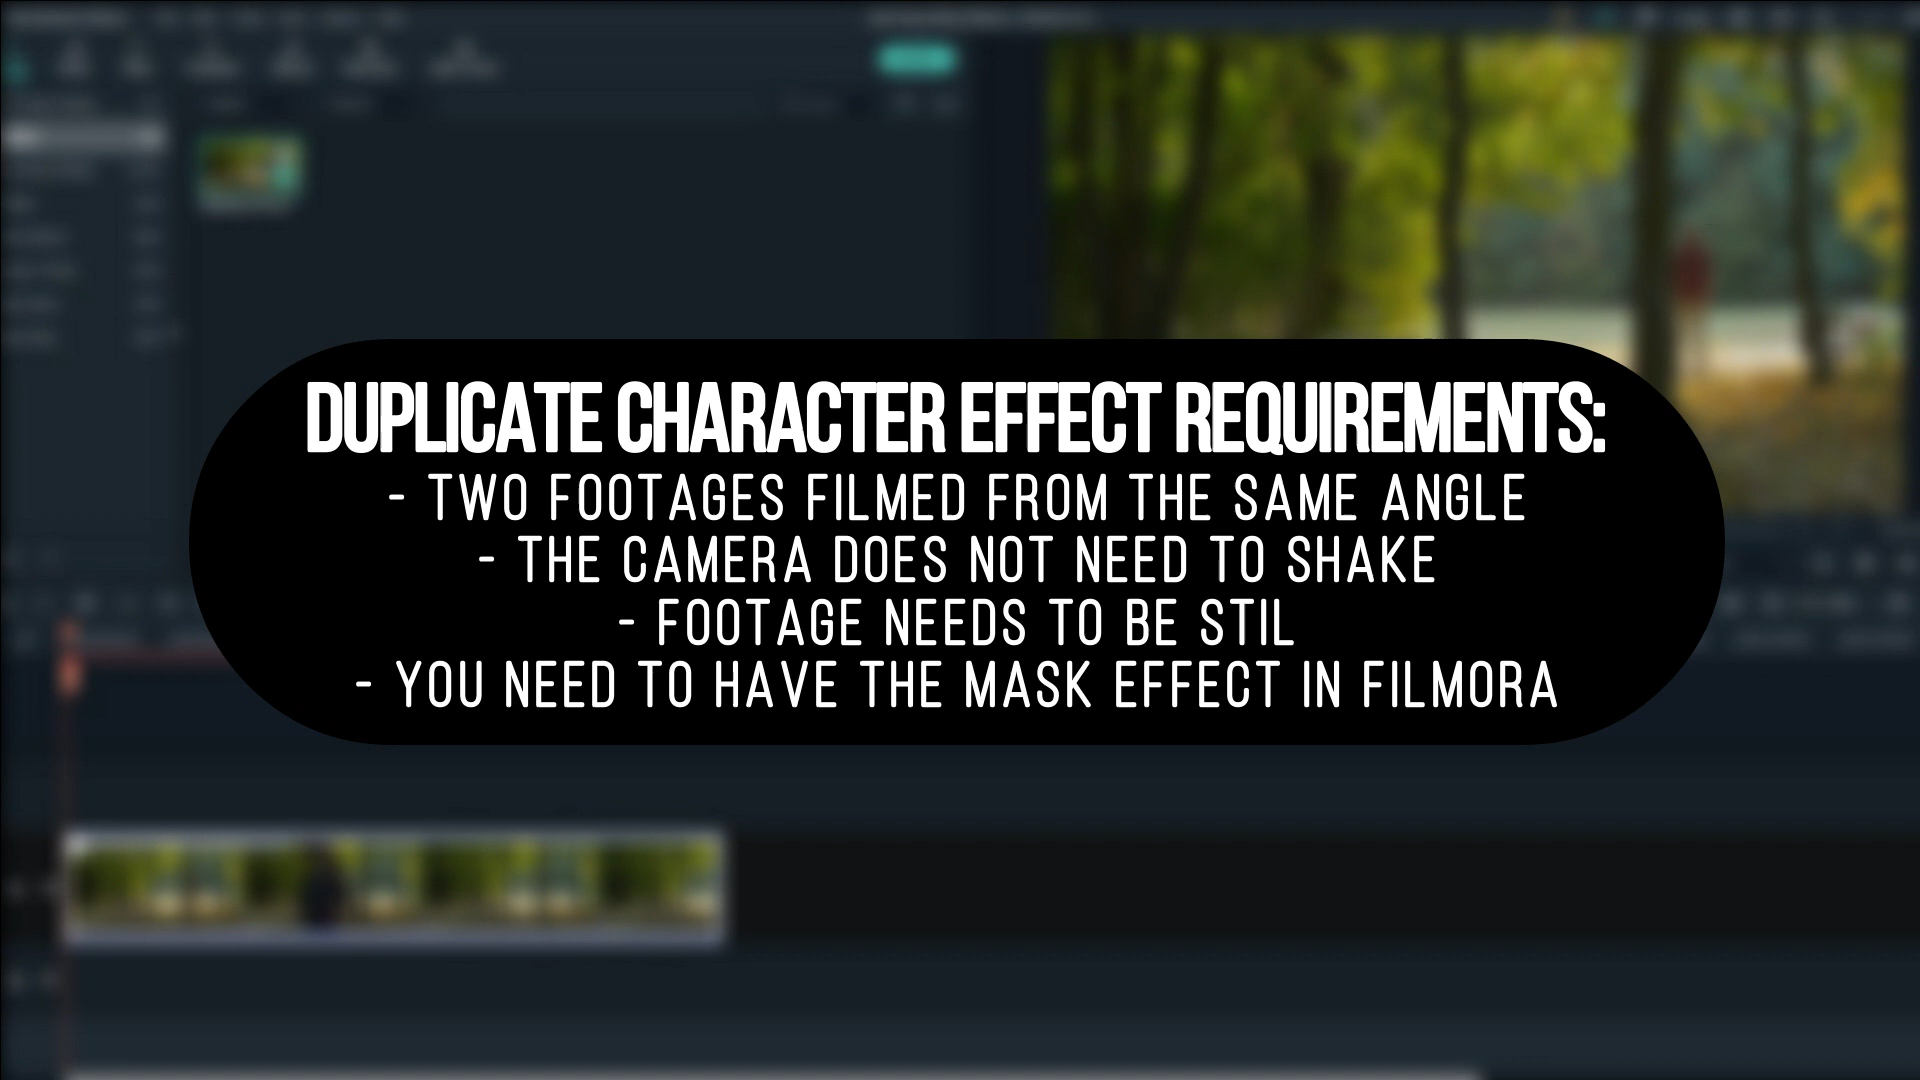 DUPLICATE CHARACTER EFFECT REQUIREMENTS:
- TWO FOOTAGES FILMED FROM THE SAME ANGLE
- THE CAMERA DOES NOT NEED TO SHAKE
- FOOTAGE NEEDS TO BE STIL
- YOU NEED TO HAVE THE MASK EFFECT IN FILMORA